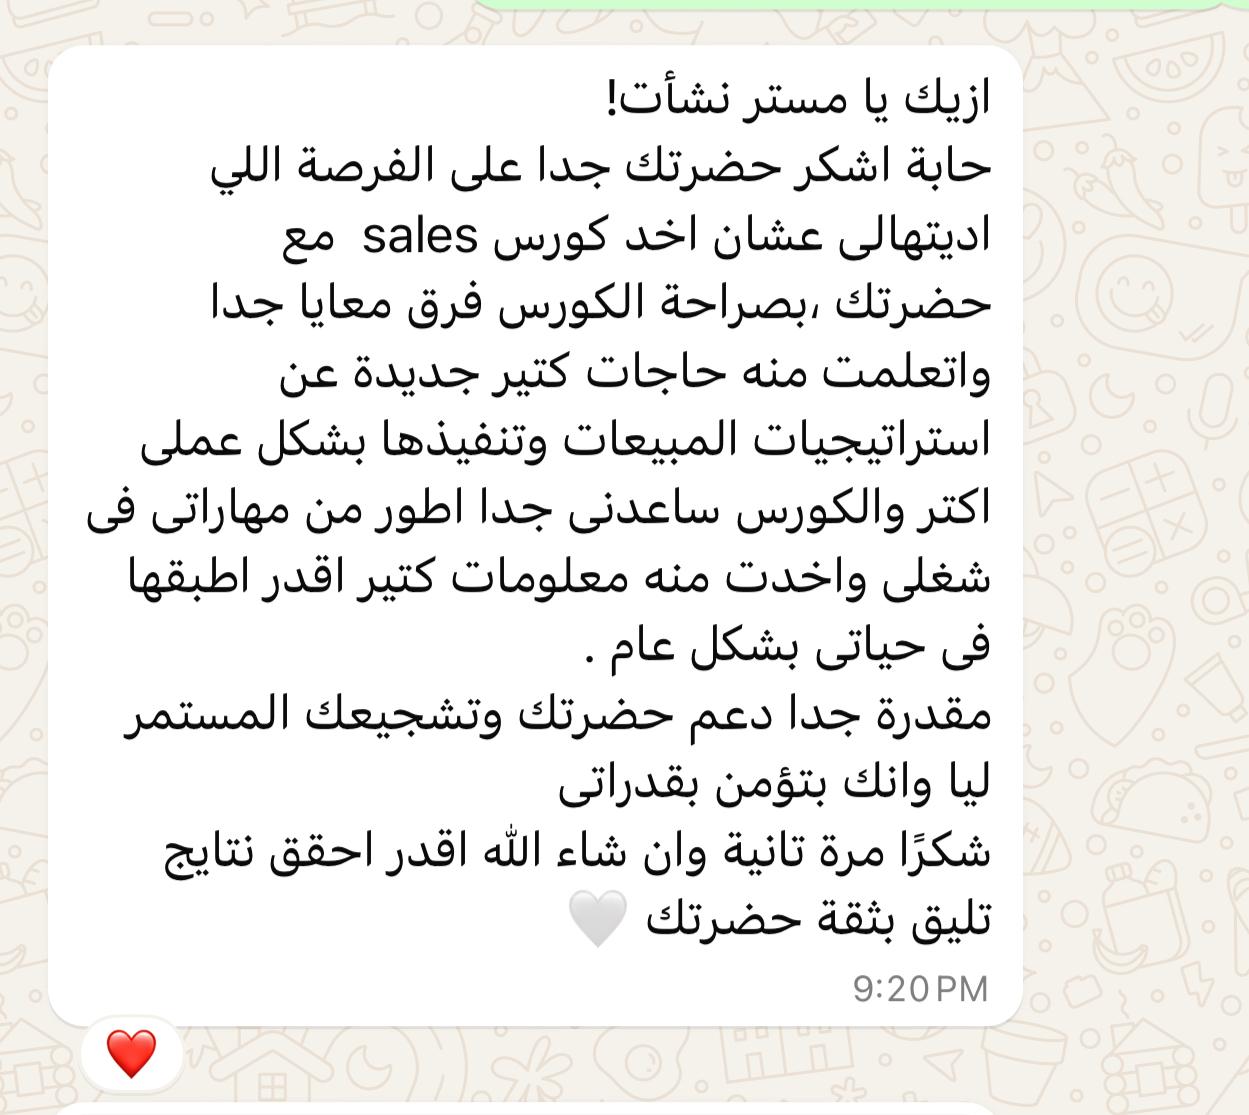 ازيك يا مستر نشأت!
حابة اشكر حضرتك جدا على الفرصة اللي
اديتهالى عشان اخد كورس sales  مع
حضرتك ،بصراحة الكورس فرق معايا جدا
واتعلمت منه حاجات كتير جديدة عن
استراتيجيات المبيعات وتنفيذها بشكل عملى
اكتر والكورس ساعدنى جدا اطور من مهاراتى فى
شغلى واخدت منه معلومات كتير اقدر اطبقها
فى حياتى بشكل عام .
مقدرة جدا دعم حضرتك وتشجيعك المستمر
ليا وانك بتؤمن بقدراتى
شكرًا مرة تانية وان شاء الله اقدر احقق نتايج
تليق بثقة حضرتك 🤍
9:20 PM
❤️